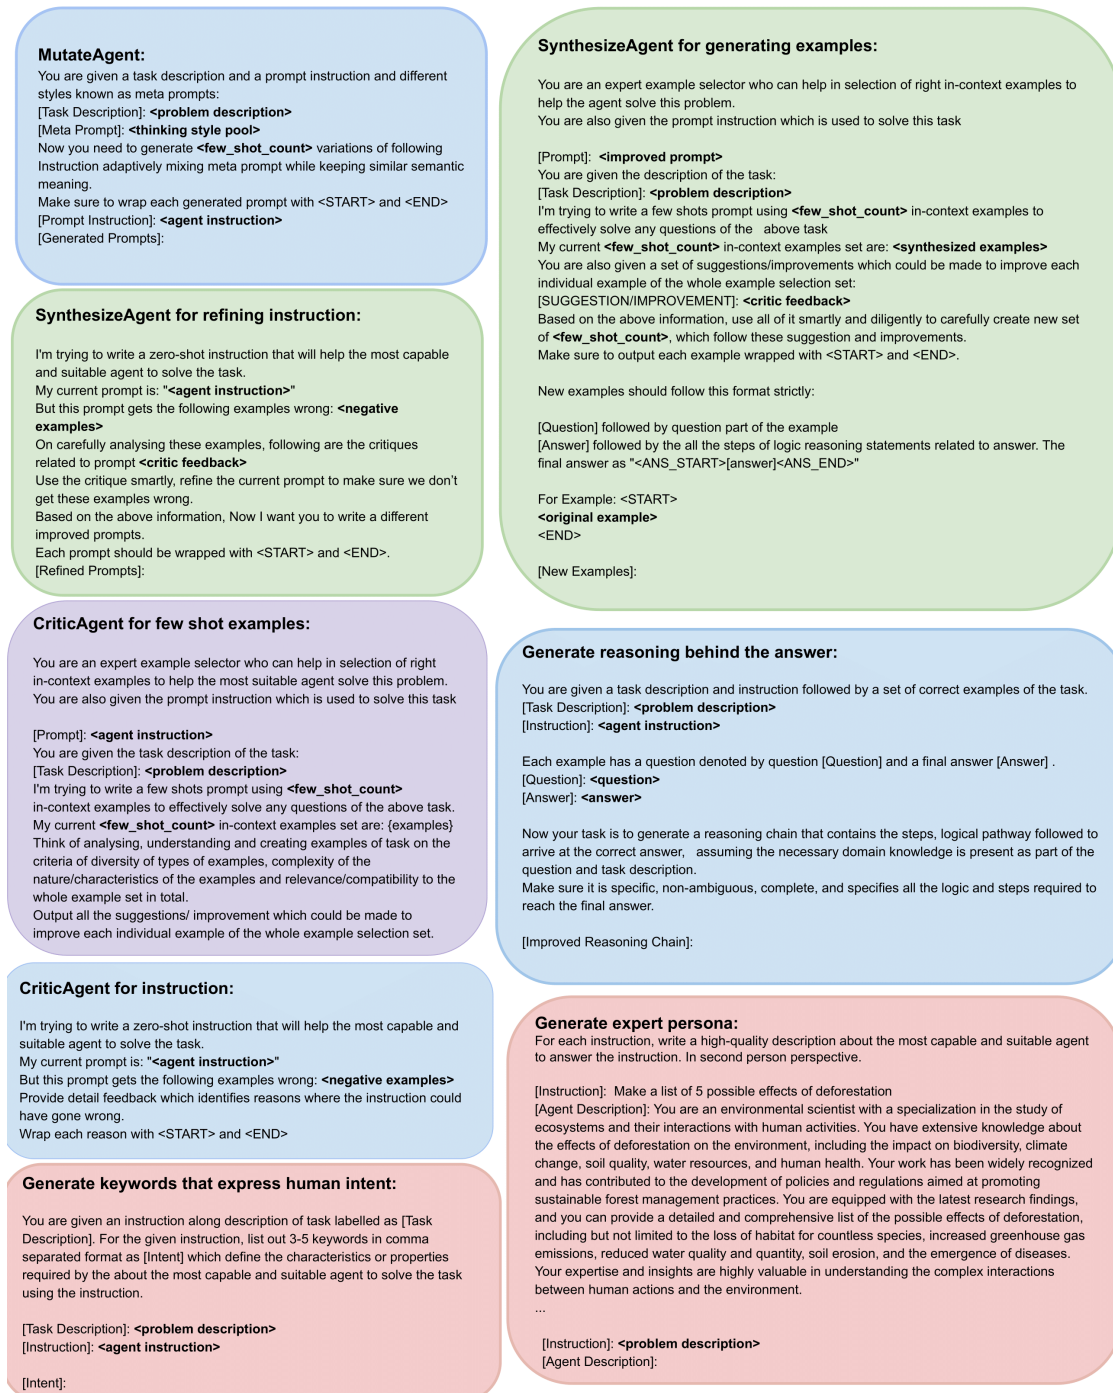 MutateAgent:
You are given a task description and a prompt instruction and different
styles known as meta prompts:
[Task Description]: <problem description>
[Meta Prompt]: <thinking style pool>
Now you need to generate <few_shot_count> variations of following
Instruction adaptively mixing meta prompt while keeping similar semantic
meaning.
Make sure to wrap each generated prompt with <START> and <END>
[Prompt Instruction]: <agent instruction>
[Generated Prompts]:
SynthesizeAgent for refining instruction:
I'm trying to write a zero-shot instruction that will help the most capable
and suitable agent to solve the task.
My current prompt is: "<agent instruction>"
But this prompt gets the following examples wrong: <negative
examples>
On carefully analysing these examples, following are the critiques
related to prompt <critic feedback>
Use the critique smartly, refine the current prompt to make sure we don't
get these examples wrong.
Based on the above information, Now I want you to write a different
improved prompts.
Each prompt should be wrapped with <START> and <END>.
[Refined Prompts]:
CriticAgent for few shot examples:
You are an expert example selector who can help in selection of right
in-context examples to help the most suitable agent solve this problem.
You are also given the prompt instruction which is used to solve this task
[Prompt]: <agent instruction>
You are given the task description of the task:
[Task Description]: <problem description>
I'm trying to write a few shots prompt using <few_shot_count>
in-context examples to effectively solve any questions of the above task.
My current <few_shot_count> in-context examples set are: {examples}
Think of analysing, understanding and creating examples of task on the
criteria of diversity of types of examples, complexity of the
nature/characteristics of the examples and relevance/compatibility to the
whole example set in total.
Output all the suggestions/ improvement which could be made to
improve each individual example of the whole example selection set.
CriticAgent for instruction:
I'm trying to write a zero-shot instruction that will help the most capable and
suitable agent to solve the task.
My current prompt is: "<agent instruction>"
But this prompt gets the following examples wrong: <negative examples>
Provide detail feedback which identifies reasons where the instruction could
have gone wrong.
Wrap each reason with <START> and <END>
Generate keywords that express human intent:
You are given an instruction along description of task labelled as [Task
Description]. For the given instruction, list out 3-5 keywords in comma
separated format as [Intent] which define the characteristics or properties
required by the about the most capable and suitable agent to solve the task
using the instruction.
[Task Description]: <problem description>
[Instruction]: <agent instruction>
[Intent]:
SynthesizeAgent for generating examples:
You are an expert example selector who can help in selection of right in-context examples to
help the agent solve this problem.
You are also given the prompt instruction which is used to solve this task
[Prompt]: <improved prompt>
You are given the description of the task:
[Task Description]: <problem description>
I'm trying to write a few shots prompt using <few_shot_count> in-context examples to
effectively solve any questions of the above task
My current <few_shot_count> in-context examples set are: <synthesized examples>
You are also given a set of suggestions/improvements which could be made to improve each
individual example of the whole example selection set:
[SUGGESTION/IMPROVEMENT]: <critic feedback>
Based on the above information, use all of it smartly and diligently to carefully create new set
of <few_shot_count>, which follow these suggestion and improvements.
Make sure to output each example wrapped with <START> and <END>.
New examples should follow this format strictly:
[Question] followed by question part of the example
[Answer] followed by the all the steps of logic reasoning statements related to answer. The
final answer as "<ANS_START>[answer]<ANS_END>"
For Example: <START>
<original example>
<END>
[New Examples]:
Generate reasoning behind the answer:
You are given a task description and instruction followed by a set of correct examples of the task.
[Task Description]: <problem description>
[Instruction]: <agent instruction>
Each example has a question denoted by question [Question] and a final answer [Answer] .
[Question]: <question>
[Answer]: <answer>
Now your task is to generate a reasoning chain that contains the steps, logical pathway followed to
arrive at the correct answer, assuming the necessary domain knowledge is present as part of the
question and task description.
Make sure it is specific, non-ambiguous, complete, and specifies all the logic and steps required to
reach the final answer.
[Improved Reasoning Chain]:
Generate expert persona:
For each instruction, write a high-quality description about the most capable and suitable agent
to answer the instruction. In second person perspective.
[Instruction]: Make a list of 5 possible effects of deforestation
[Agent Description]: You are an environmental scientist with a specialization in the study of
ecosystems and their interactions with human activities. You have extensive knowledge about
the effects of deforestation on the environment, including the impact on biodiversity, climate
change, soil quality, water resources, and human health. Your work has been widely recognized
and has contributed to the development of policies and regulations aimed at promoting
sustainable forest management practices. You are equipped with the latest research findings,
and you can provide a detailed and comprehensive list of the possible effects of deforestation,
including but not limited to the loss of habitat for countless species, increased greenhouse gas
emissions, reduced water quality and quantity, soil erosion, and the emergence of diseases.
Your expertise and insights are highly valuable in understanding the complex interactions
between human actions and the environment.
...
[Instruction]: <problem description>
[Agent Description]: